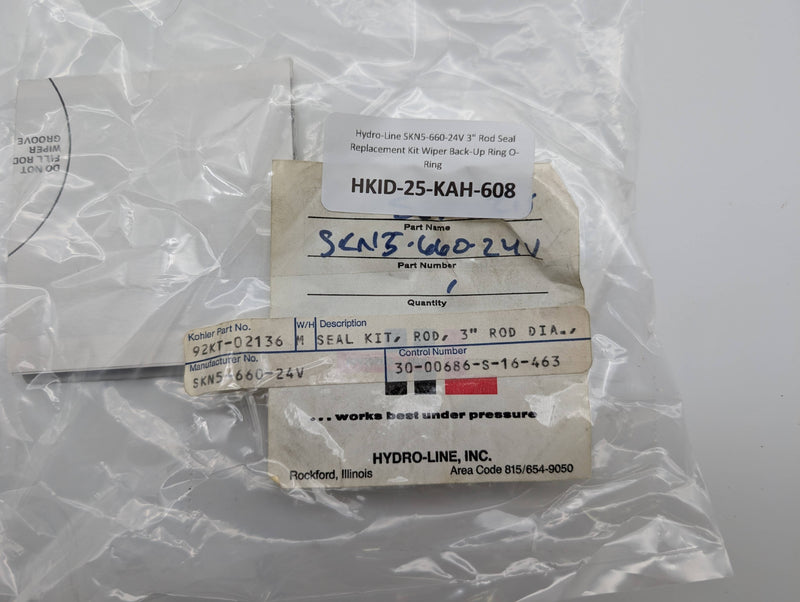 Hydro-Line SKN5-660-24V 3" Rod Seal
Replacement Kit Wiper Back-Up Ring O-
Ring
HKID-25-KAH-608
DO NOT
FILL ROD
WIPER
GROOVE
Part Name
SKN5-660-24V
Part Number
1
Quantity
Kohler Part No. W/H Description
92KT-02136 M SEAL KIT, ROD, 3" ROD DIA.,
Manufacturer No. Control Number
SKN5-660-24V 30-00686-S-16-463
...works best under pressure
HYDRO-LINE, INC.
Rockford, Illinois Area Code 815/654-9050